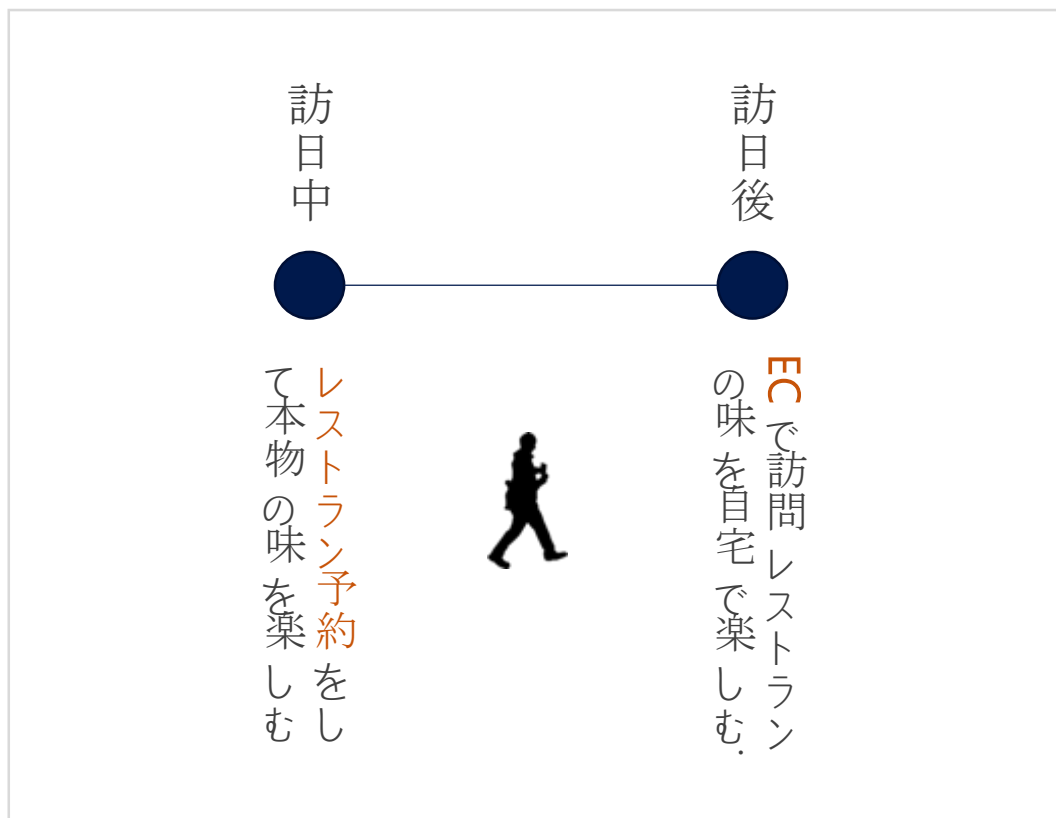 訪日中
レストラン予約をし
て本物の味を楽しむ
訪日後
ECで訪問レストラン
の味を自宅で楽しむ.